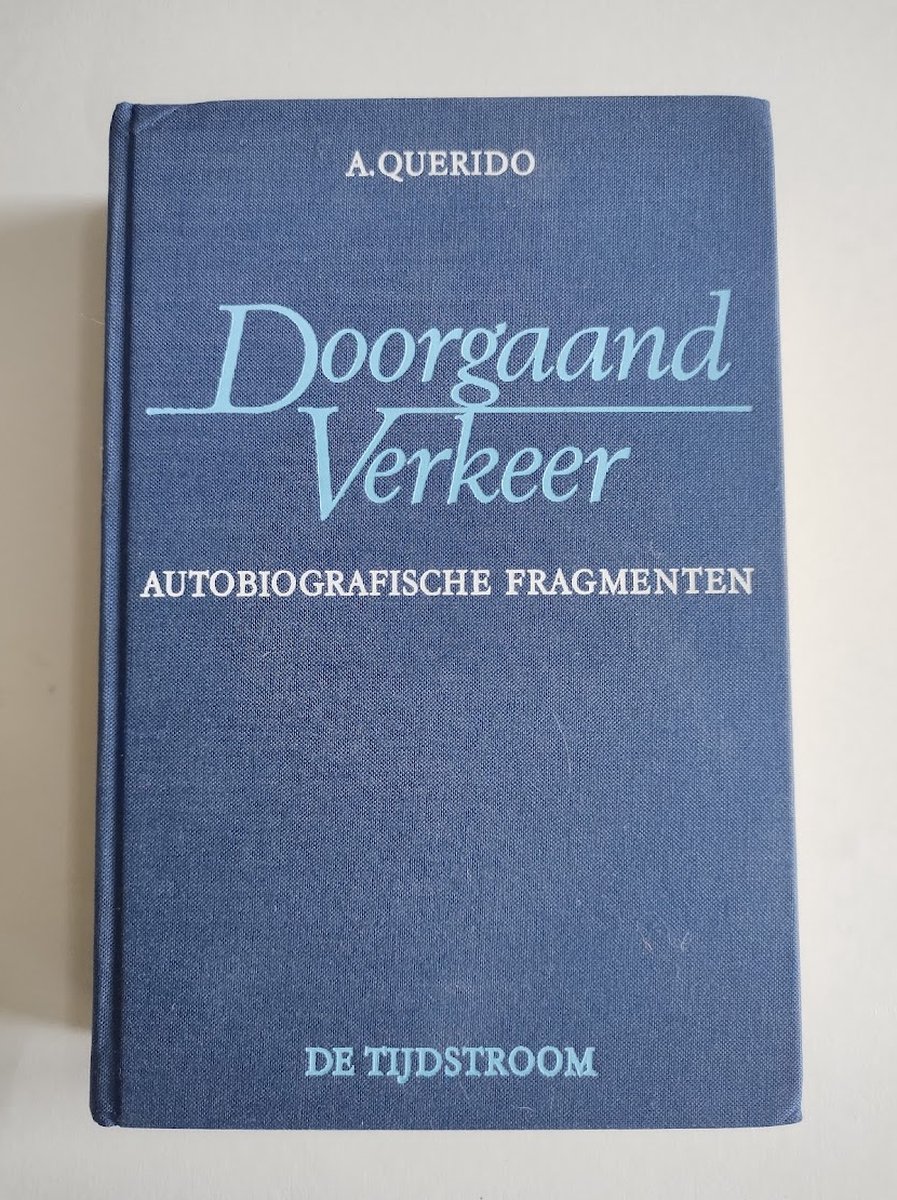 A. QUERIDO
Doorgaand
Verkeer
AUTOBIOGRAFISCHE FRAGMENTEN
DE TIJDSTROOM